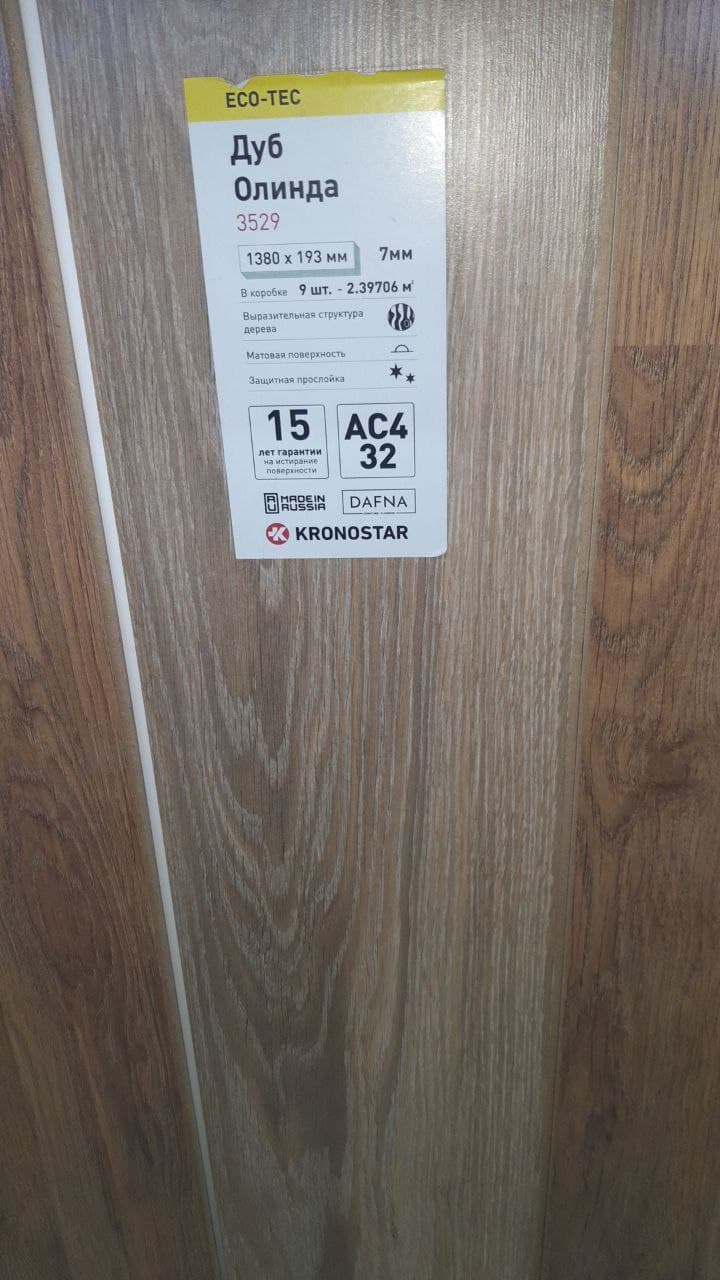 ECO-TEC
Дуб
Олинда
3529
1380 x 193 мм
7мм
В коробке 9 шт. - 2.39706 м²
Выразительная структура
дерева
Матовая поверхность
Защитная прослойка
15
лет гарантии
на истирание
поверхности
AC4
32
RU MADE IN
RUSSIA
DAFNA
KRONOSTAR